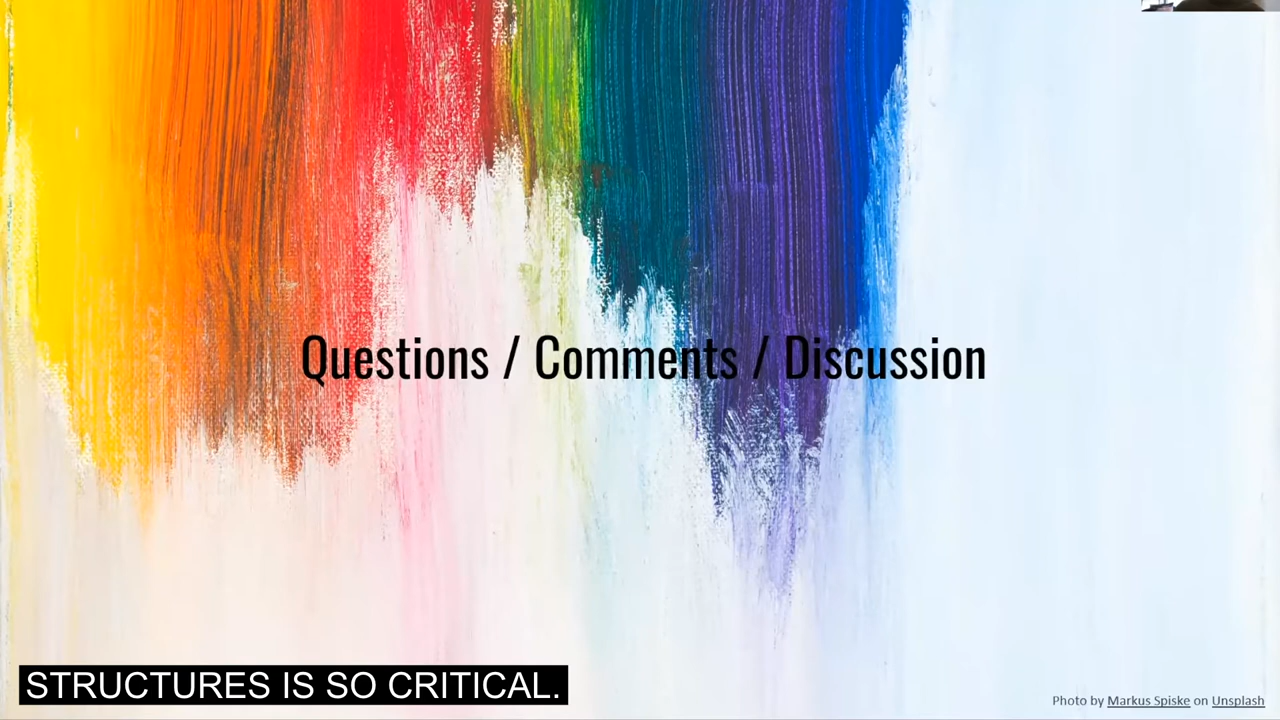 Questions / Comments / Discussion
STRUCTURES IS SO CRITICAL.
Photo by Markus Spiske on Unsplash